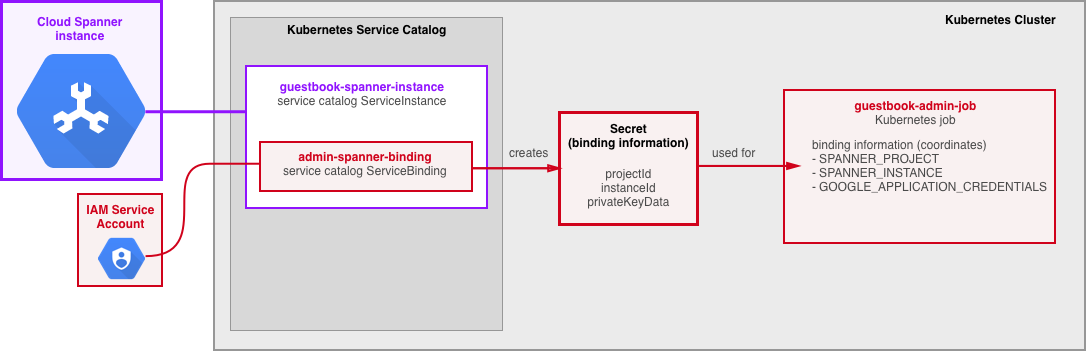 Cloud Spanner
instance
IAM Service
Account
Kubernetes Cluster
Kubernetes Service Catalog
guestbook-spanner-instance
service catalog ServiceInstance
admin-spanner-binding
service catalog ServiceBinding
creates
Secret
(binding information)
projectId
instanceId
privateKeyData
used for
guestbook-admin-job
Kubernetes job
binding information (coordinates)
- SPANNER_PROJECT
- SPANNER_INSTANCE
- GOOGLE_APPLICATION_CREDENTIALS